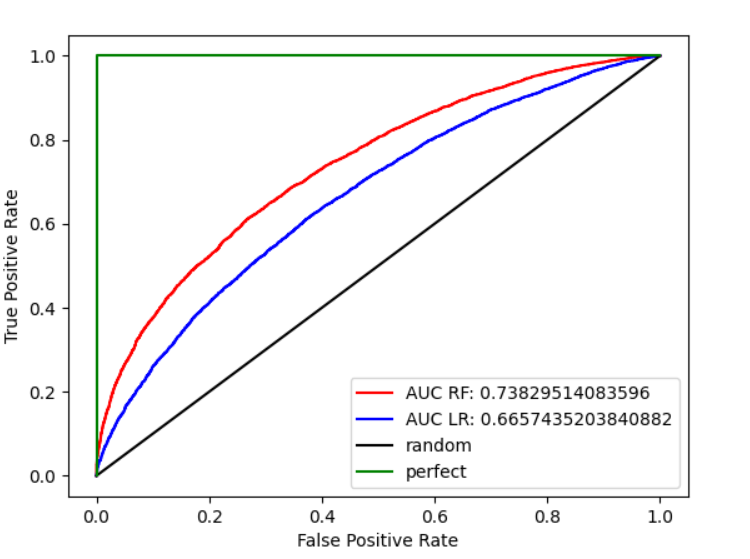 1.0
0.8
0.6
0.4
0.2
0.0
True Positive Rate
AUC RF: 0.73829514083596
AUC LR: 0.6657435203840882
random
perfect
0.0 0.2 0.4 0.6 0.8 1.0
False Positive Rate